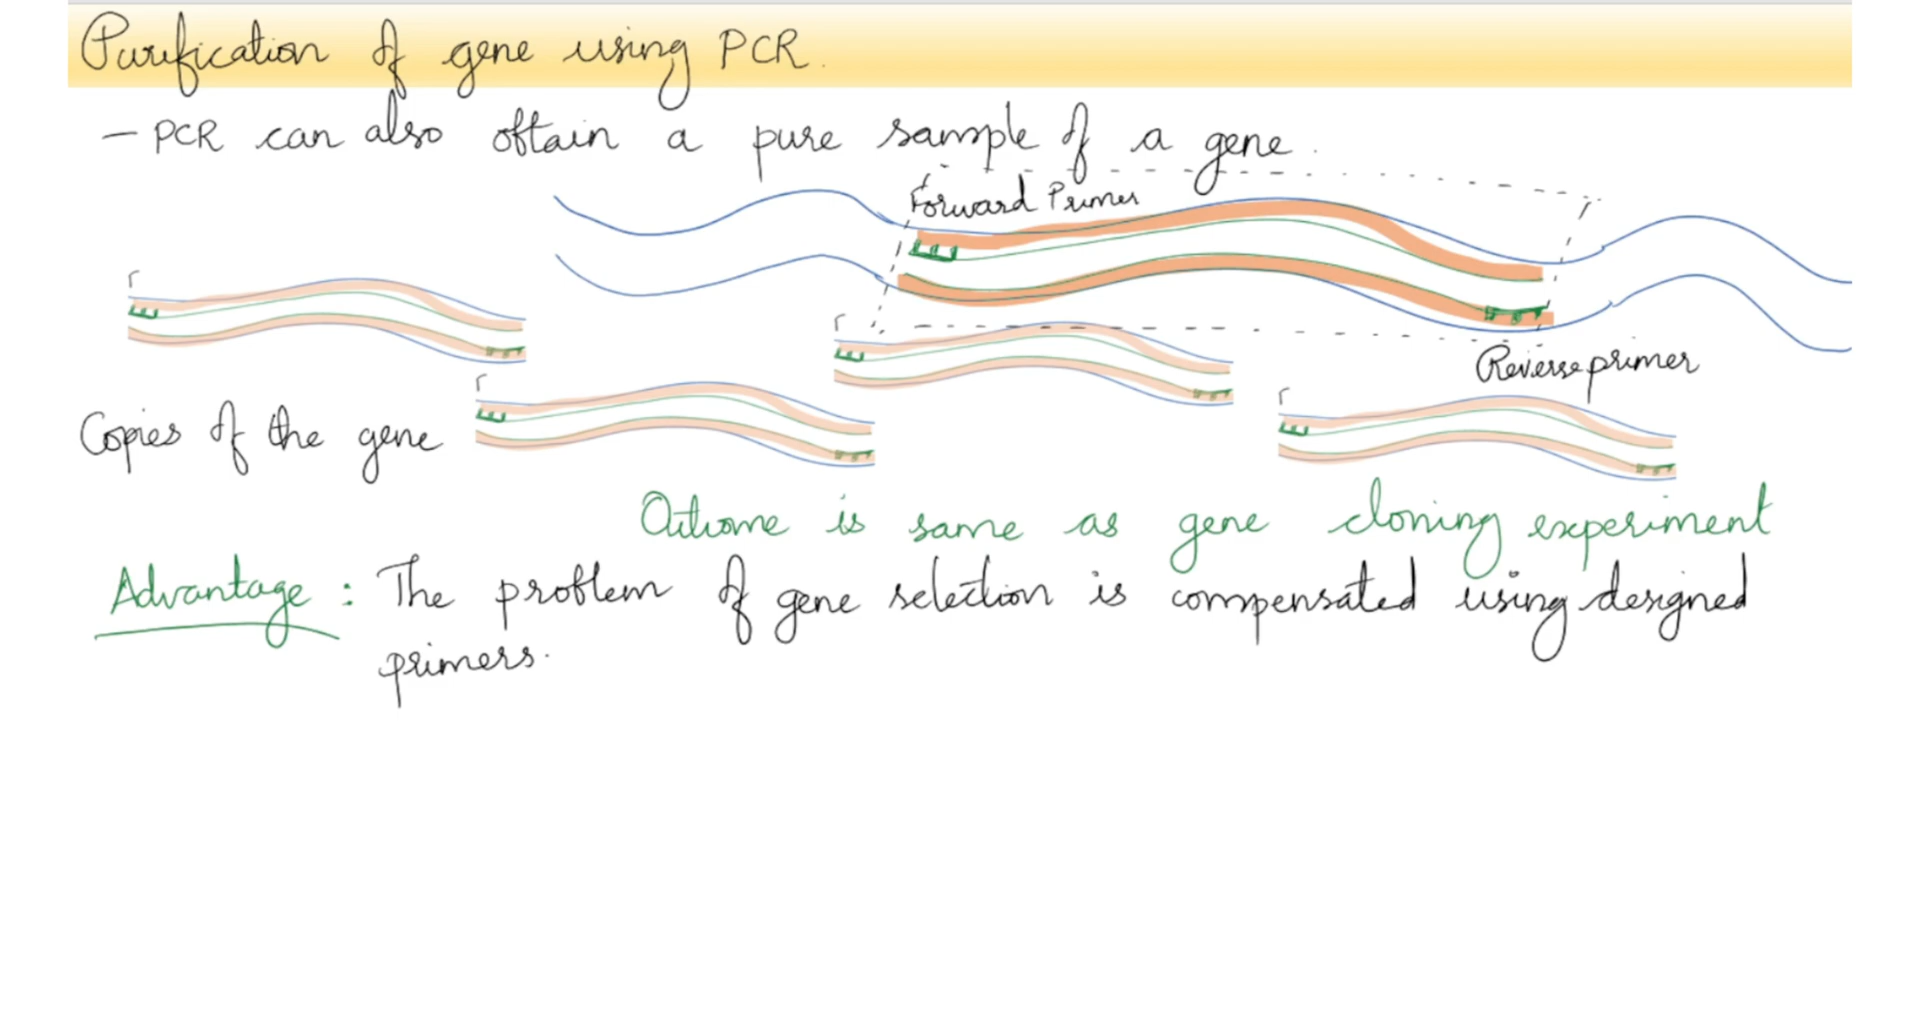 Purification of gene using PCR.
— PCR can also obtain a pure sample of a gene.
Forward Primer
Reverse primer
Copies of the gene
Outcome is same as gene cloning experiment
Advantage : The problem of gene selection is compensated using designed
primers.